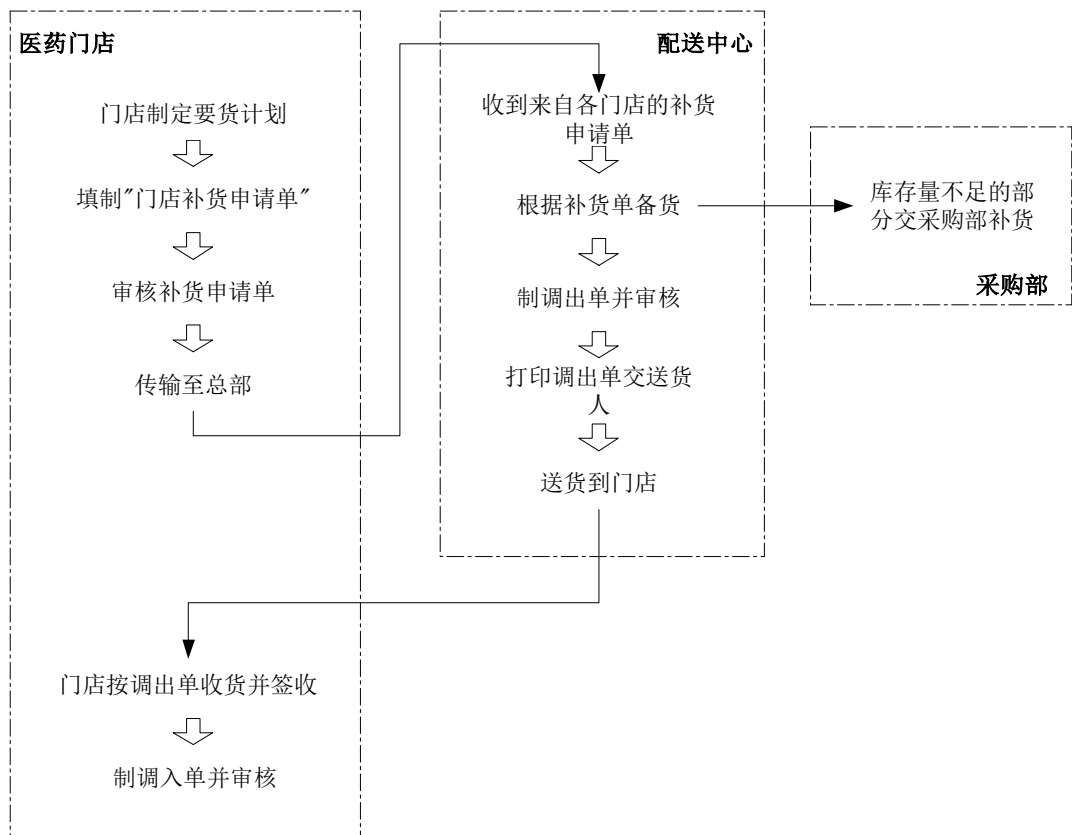 医药门店
门店制定要货计划
填制"门店补货申请单"
审核补货申请单
传输至总部
门店按调出单收货并签收
制调入单并审核
配送中心
收到来自各门店的补货
申请单
根据补货单备货
制调出单并审核
打印调出单交送货
人
送货到门店
库存量不足的部
分交采购部补货
采购部